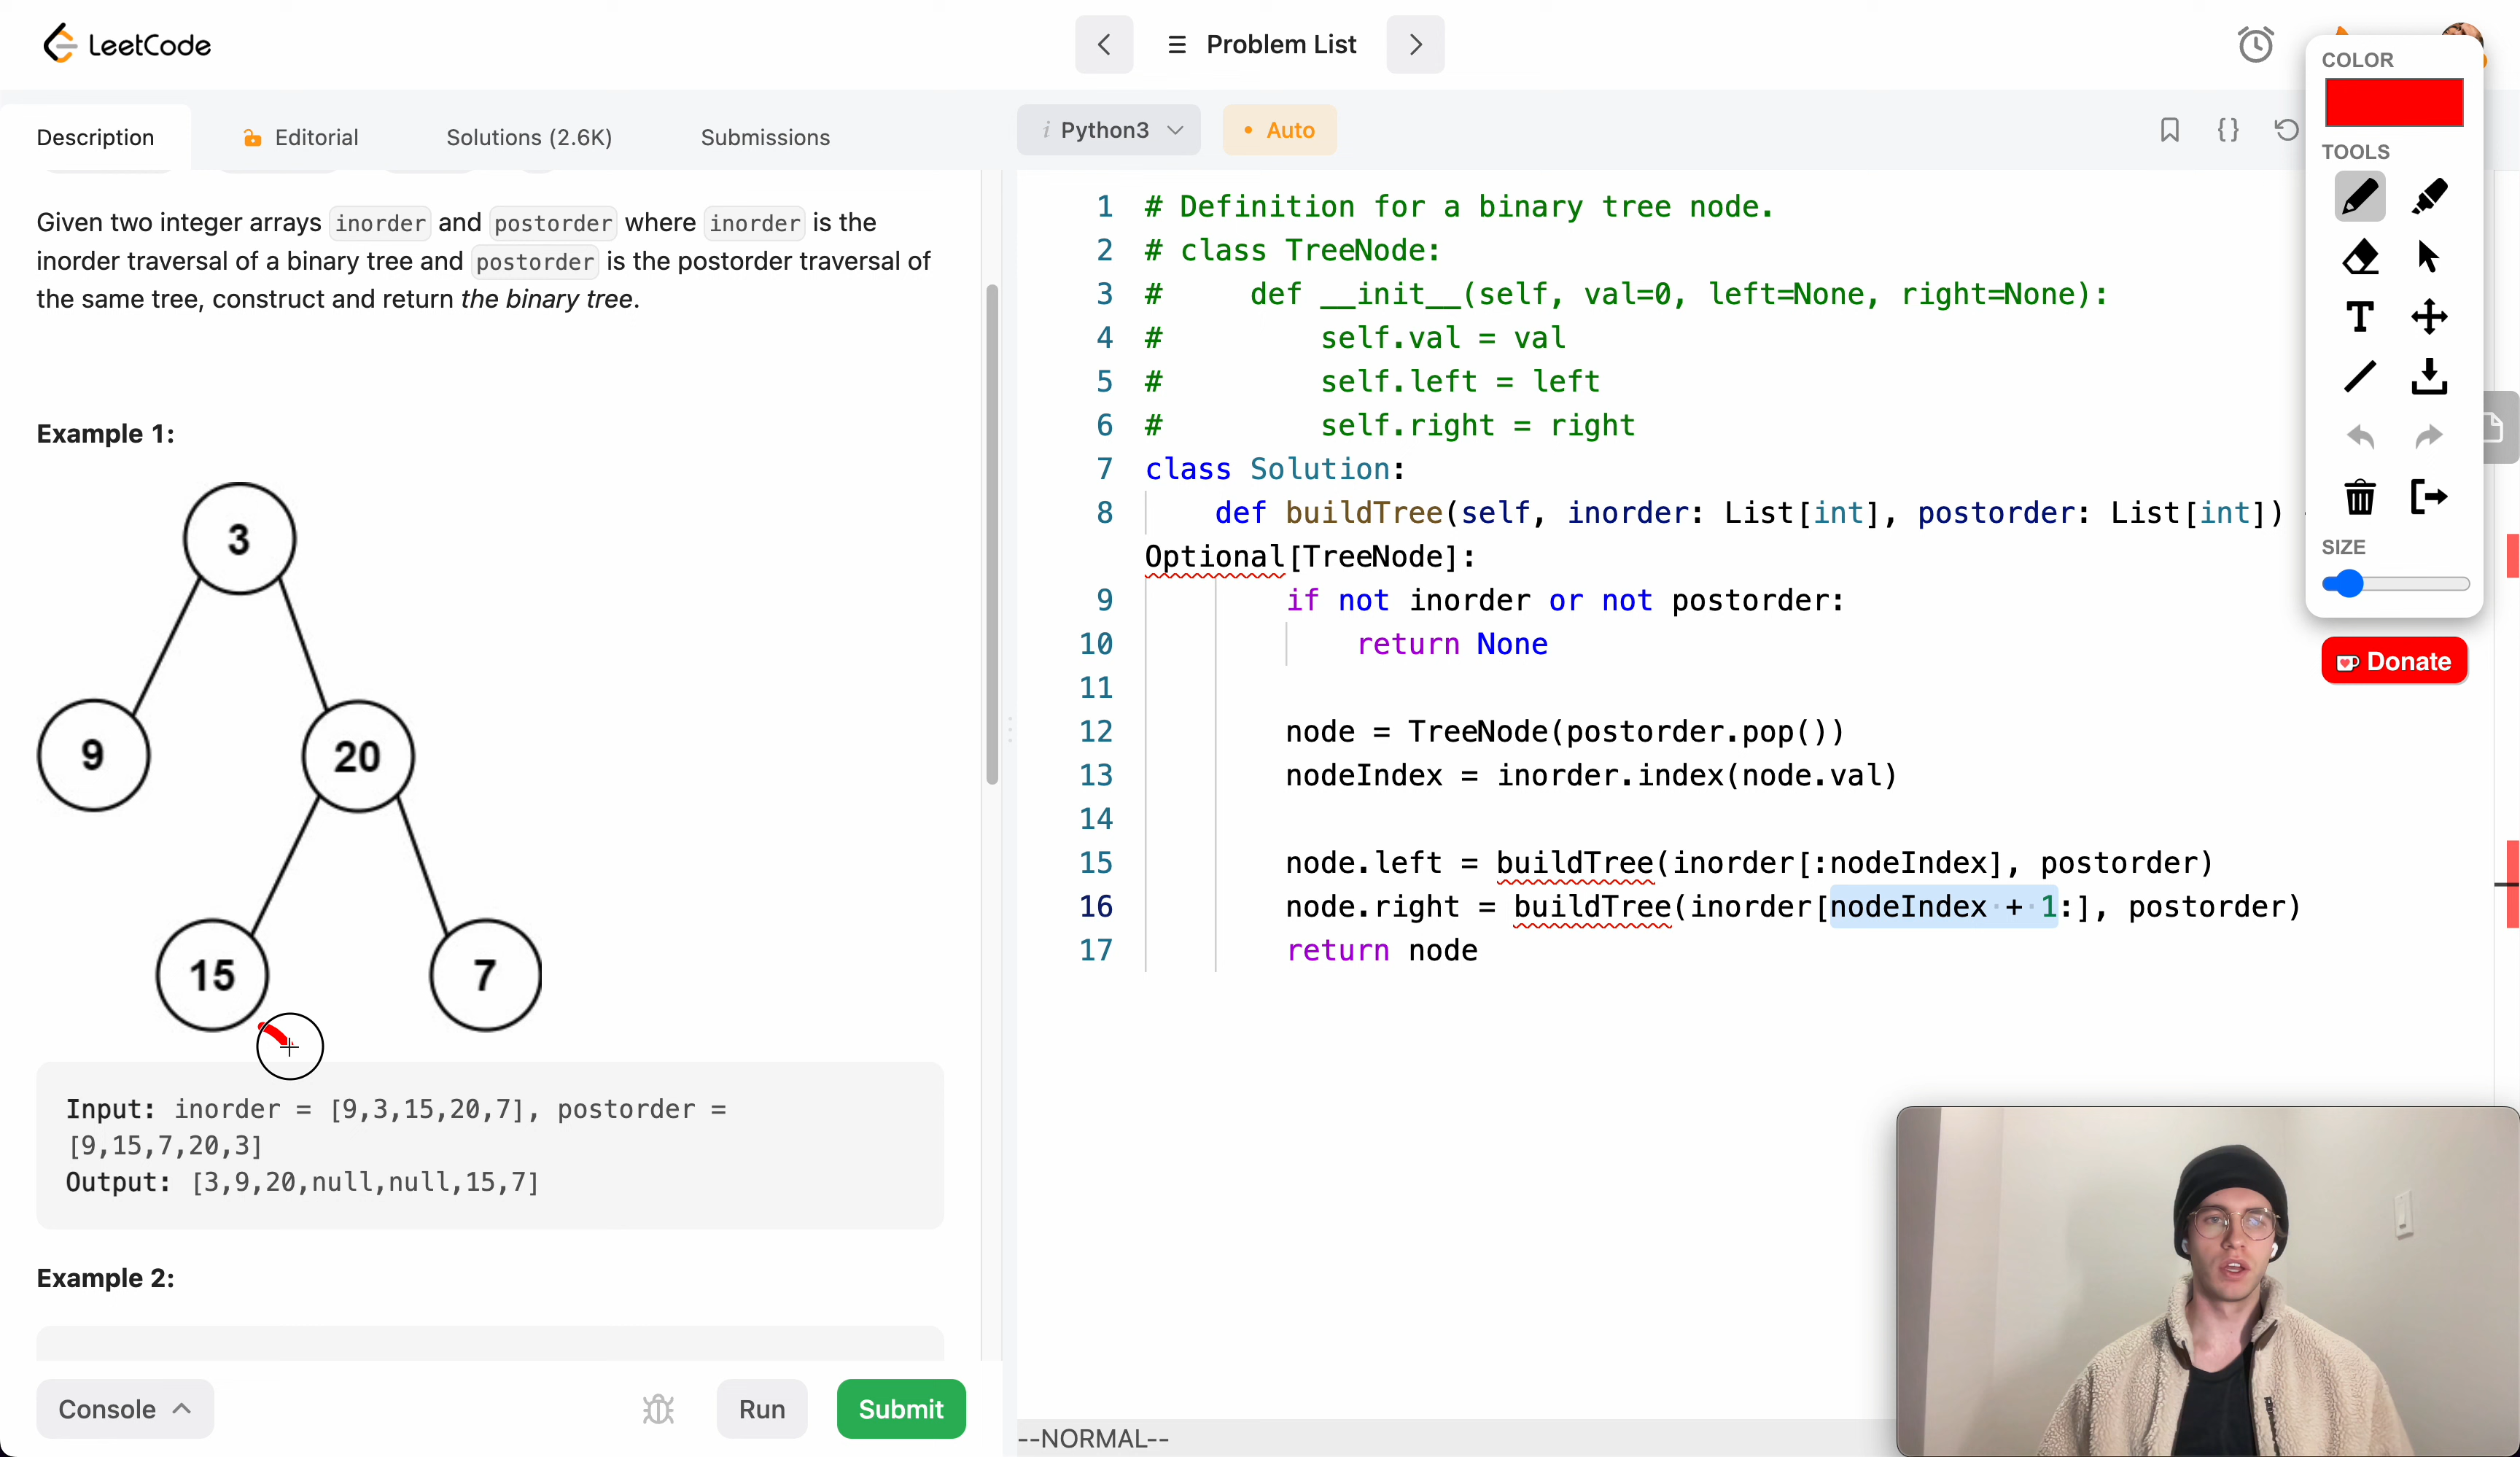 LeetCode
Problem List
Description
Editorial
Solutions (2.6K)
Submissions
Given two integer arrays inorder and postorder where inorder is the
inorder traversal of a binary tree and postorder is the postorder traversal of
the same tree, construct and return the binary tree.
Example 1:
3
9
20
15
7
Input: inorder = [9,3,15,20,7], postorder =
[9,15,7,20,3]
Output: [3,9,20,null,null,15,7]
Example 2:
Console
Run
Submit
i Python3
• Auto
{}
1 # Definition for a binary tree node.
2 # class TreeNode:
3 #     def __init__(self, val=0, left=None, right=None):
4 #         self.val = val
5 #         self.left = left
6 #         self.right = right
7 class Solution:
8     def buildTree(self, inorder: List[int], postorder: List[int])
Optional[TreeNode]:
9         if not inorder or not postorder:
10             return None
11
12         node = TreeNode(postorder.pop())
13         nodeIndex = inorder.index(node.val)
14
15         node.left = buildTree(inorder[:nodeIndex], postorder)
16         node.right = buildTree(inorder[nodeIndex + 1:], postorder)
17         return node
--NORMAL--
COLOR
TOOLS
T
SIZE
Donate